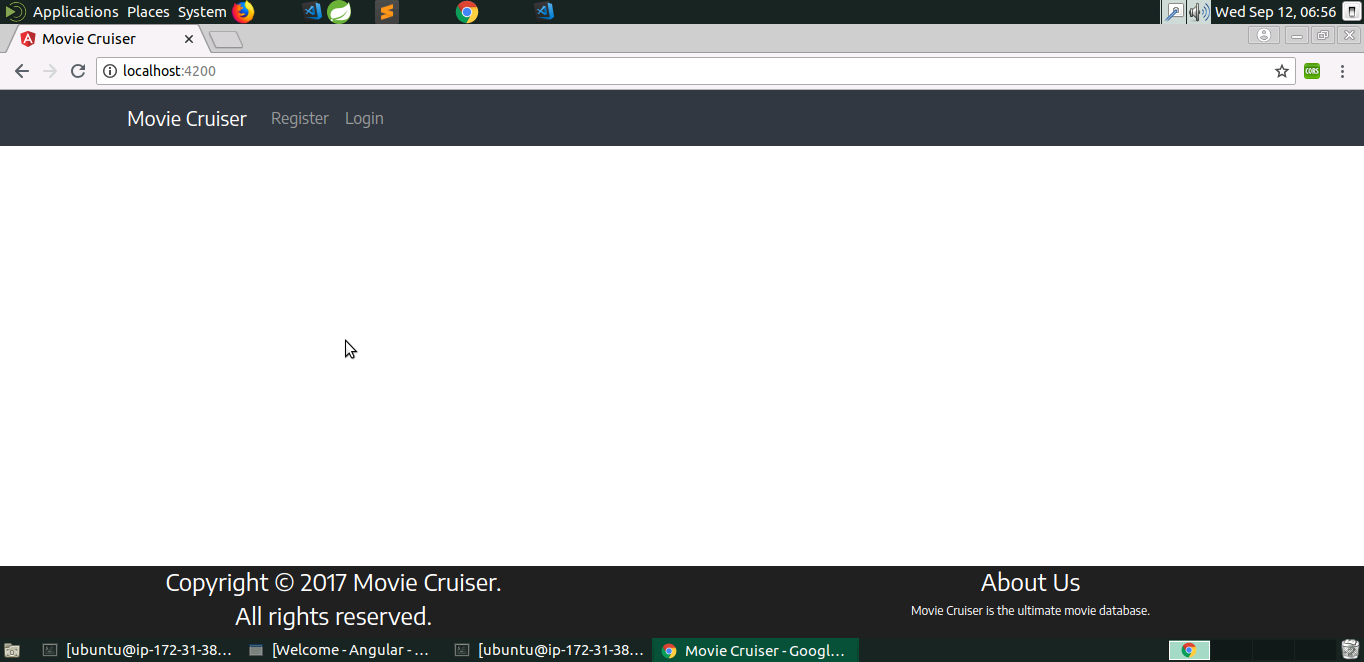 Applications Places System Wed Sep 12, 06:56
Movie Cruiser
localhost:4200 CORS
Movie Cruiser Register Login
Copyright © 2017 Movie Cruiser.
All rights reserved.
About Us
Movie Cruiser is the ultimate movie database.
[ubuntu@ip-172-31-38... [Welcome - Angular - ... [ubuntu@ip-172-31-38... Movie Cruiser - Googl...